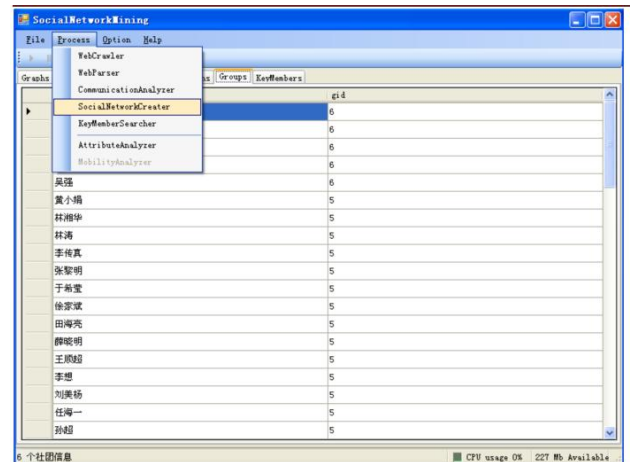 SocialNetworkMining
File Process Option Help
WebCrawler
WebParser
CommunicationAnalyzer
SocialNetworkCreater
KeyMemberSearcher
AttributeAnalyzer
MobilityAnalyzer
Graphs Groups KeyMembers
gid
6
6
6
6
吴强 6
黄小娟 5
林湘华 5
林涛 5
李传真 5
张黎明 5
于希莹 5
徐家斌 5
田海亮 5
薛晓明 5
王顺超 5
李想 5
刘美杨 5
任海一 5
孙超 5
6 个社团信息 CPU usage 0% 227 Mb Available